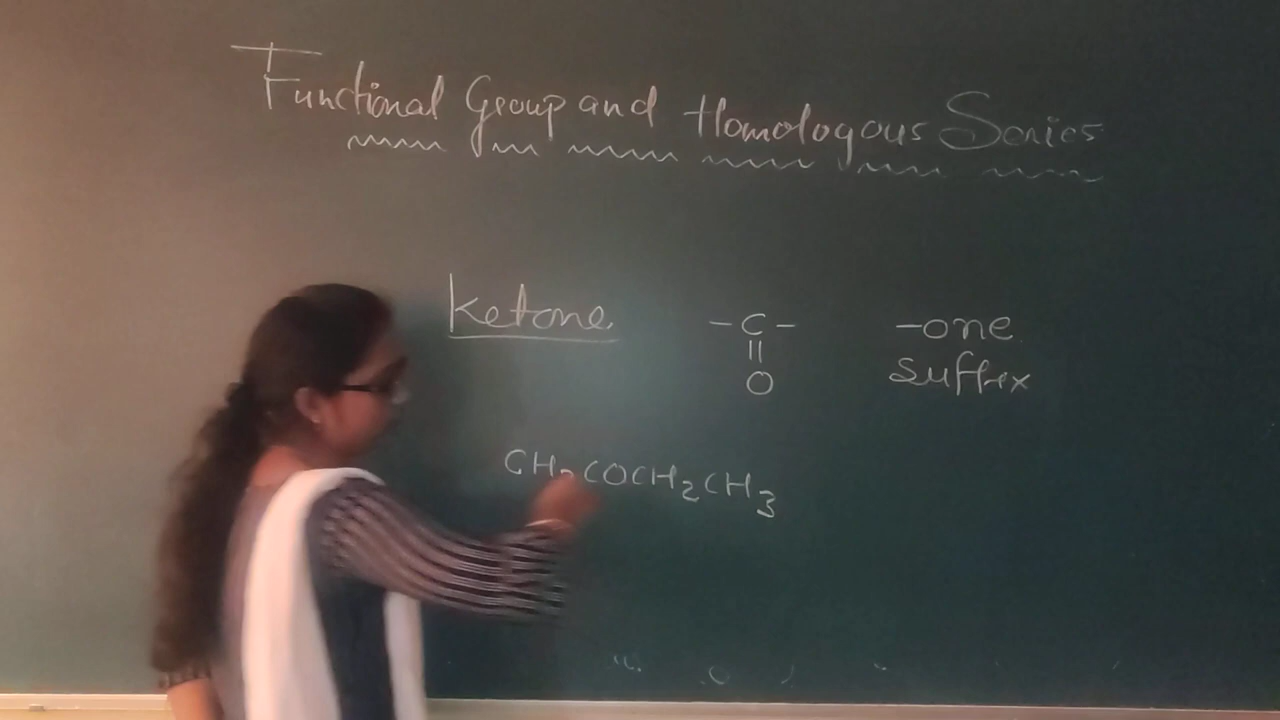 Functional Group and Homologous Series
Ketone -C- -one
||
O suffix
CH3COCH2CH3